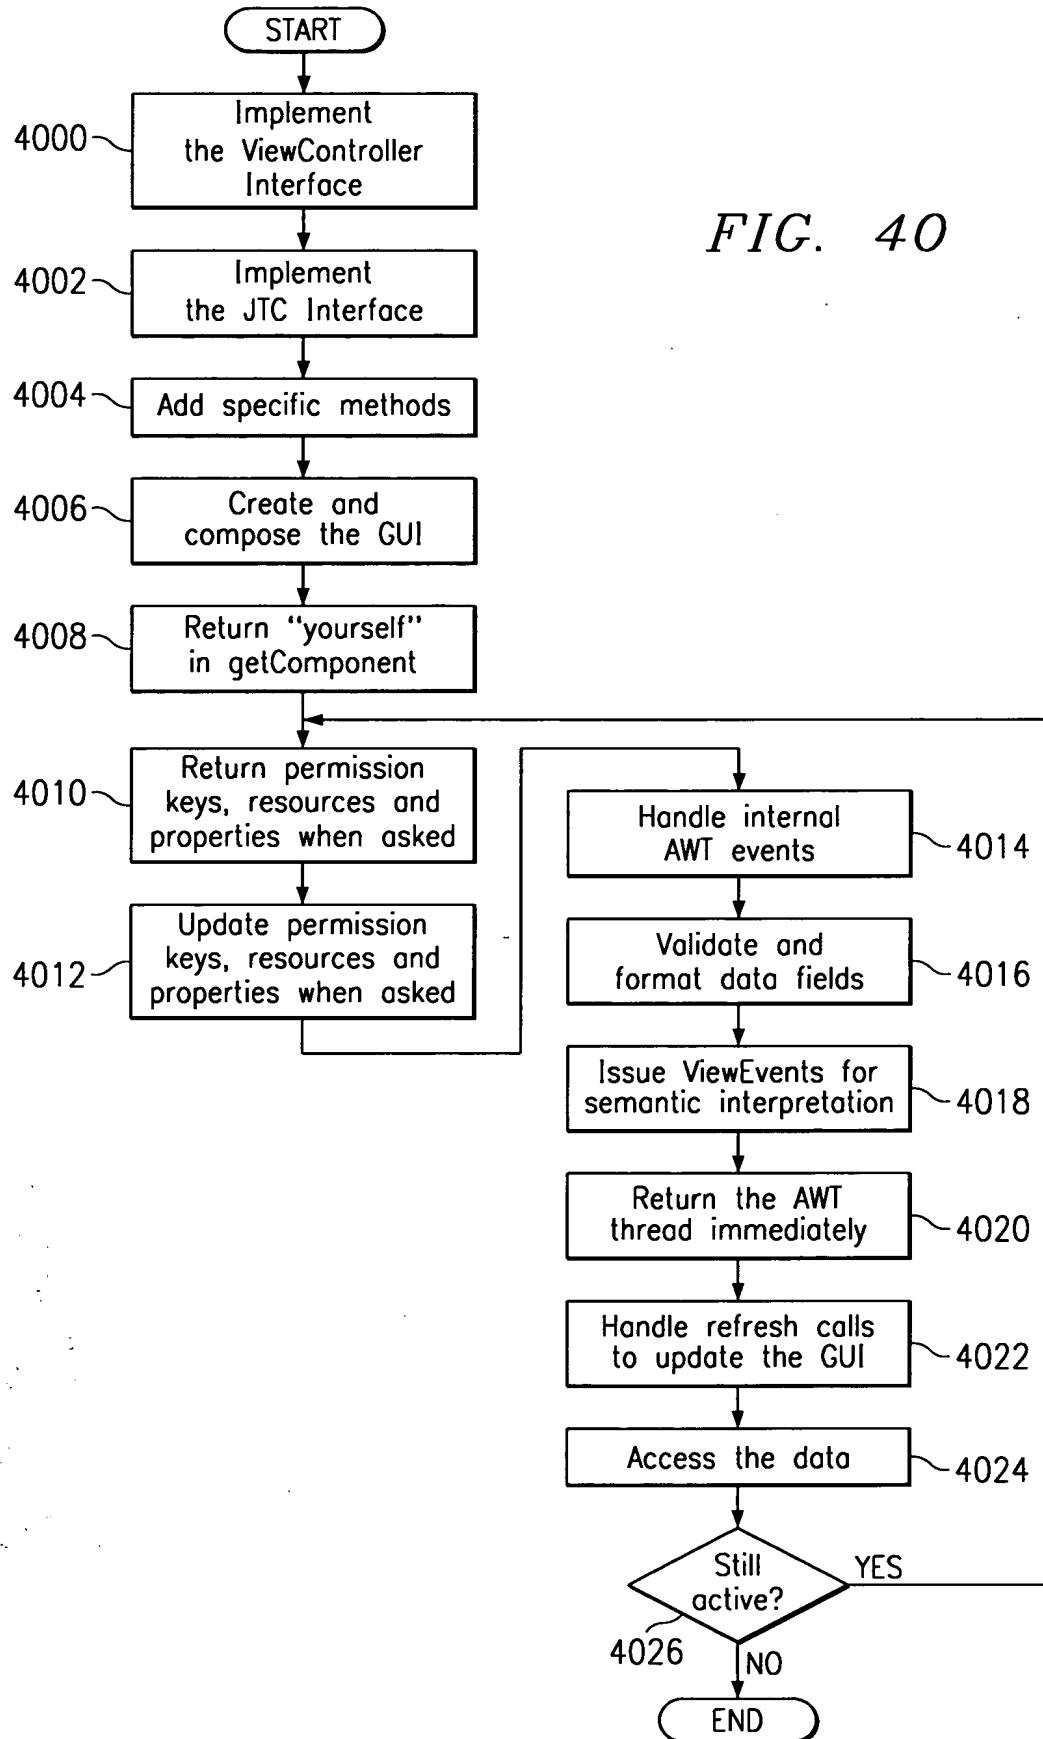 START
4000
Implement
the ViewController
Interface
FIG. 40
4002
Implement
the JTC Interface
4004
Add specific methods
4006
Create and
compose the GUI
4008
Return “yourself”
in getComponent
4010
Return permission
keys, resources and
properties when asked
4012
Update permission
keys, resources and
properties when asked
Handle internal
AWT events
4014
Validate and
format data fields
4016
Issue ViewEvents for
semantic interpretation
4018
Return the AWT
thread immediately
4020
Handle refresh calls
to update the GUI
4022
Access the data
4024
Still
active?
YES
4026
NO
END